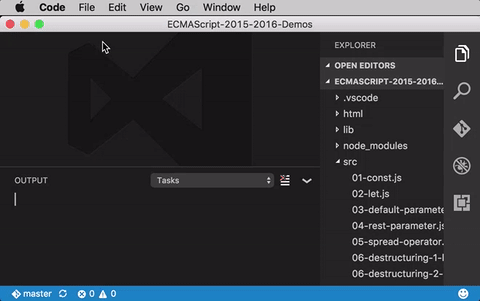 Code File Edit View Go Window Help
ECMAScript-2015-2016-Demos
EXPLORER
OPEN EDITORS
ECMASCRIPT-2015-2016...
.vscode
html
lib
node_modules
src
01-const.js
02-let.js
03-default-paramete
04-rest-parameter.js
05-spread-operator.
06-destructuring-1-
06-destructuring-2-
OUTPUT
Tasks
master 0 0